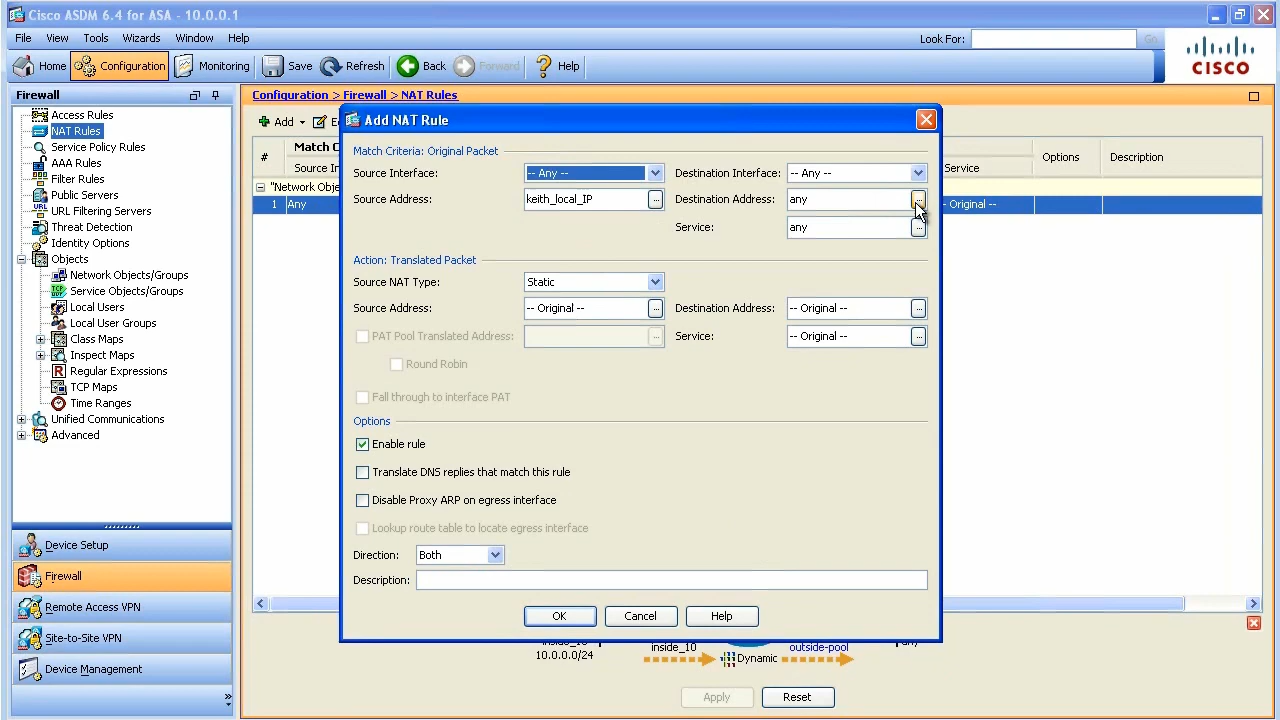 Cisco ASDM 6.4 for ASA - 10.0.0.1
File View Tools Wizards Window Help
Look For: Go
Home Configuration Monitoring Save Refresh Back Forward Help
CISCO
Firewall
Access Rules
NAT Rules
Service Policy Rules
AAA Rules
Filter Rules
Public Servers
URL Filtering Servers
Threat Detection
Identity Options
Objects
Network Objects/Groups
Service Objects/Groups
Local Users
Local User Groups
Class Maps
Inspect Maps
Regular Expressions
TCP Maps
Time Ranges
Unified Communications
Advanced
Device Setup
Firewall
Remote Access VPN
Site-to-Site VPN
Device Management
Configuration > Firewall > NAT Rules
Add
# Match C
Source In
Service Options Description
"Network Obje
1 Any
- Original --
Add NAT Rule
Match Criteria: Original Packet
Source Interface: -- Any -- Destination Interface: -- Any --
Source Address: keith_local_IP ... Destination Address: any ...
Service: any ...
Action: Translated Packet
Source NAT Type: Static
Source Address: -- Original -- ... Destination Address: -- Original -- ...
PAT Pool Translated Address: ... Service: -- Original -- ...
Round Robin
Fall through to interface PAT
Options
Enable rule
Translate DNS replies that match this rule
Disable Proxy ARP on egress interface
Lookup route table to locate egress interface
Direction: Both
Description:
OK Cancel Help
inside_10 outside-pool
10.0.0.0/24 Dynamic
Apply Reset